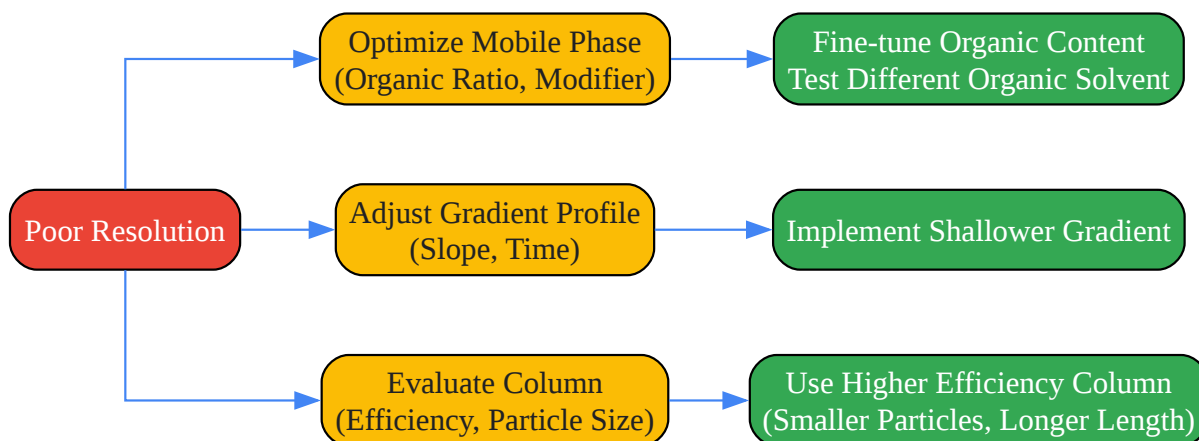 Optimize Mobile Phase
(Organic Ratio, Modifier)
Fine-tune Organic Content
Test Different Organic Solvent
Poor Resolution
Adjust Gradient Profile
(Slope, Time)
Implement Shallower Gradient
Evaluate Column
(Efficiency, Particle Size)
Use Higher Efficiency Column
(Smaller Particles, Longer Length)